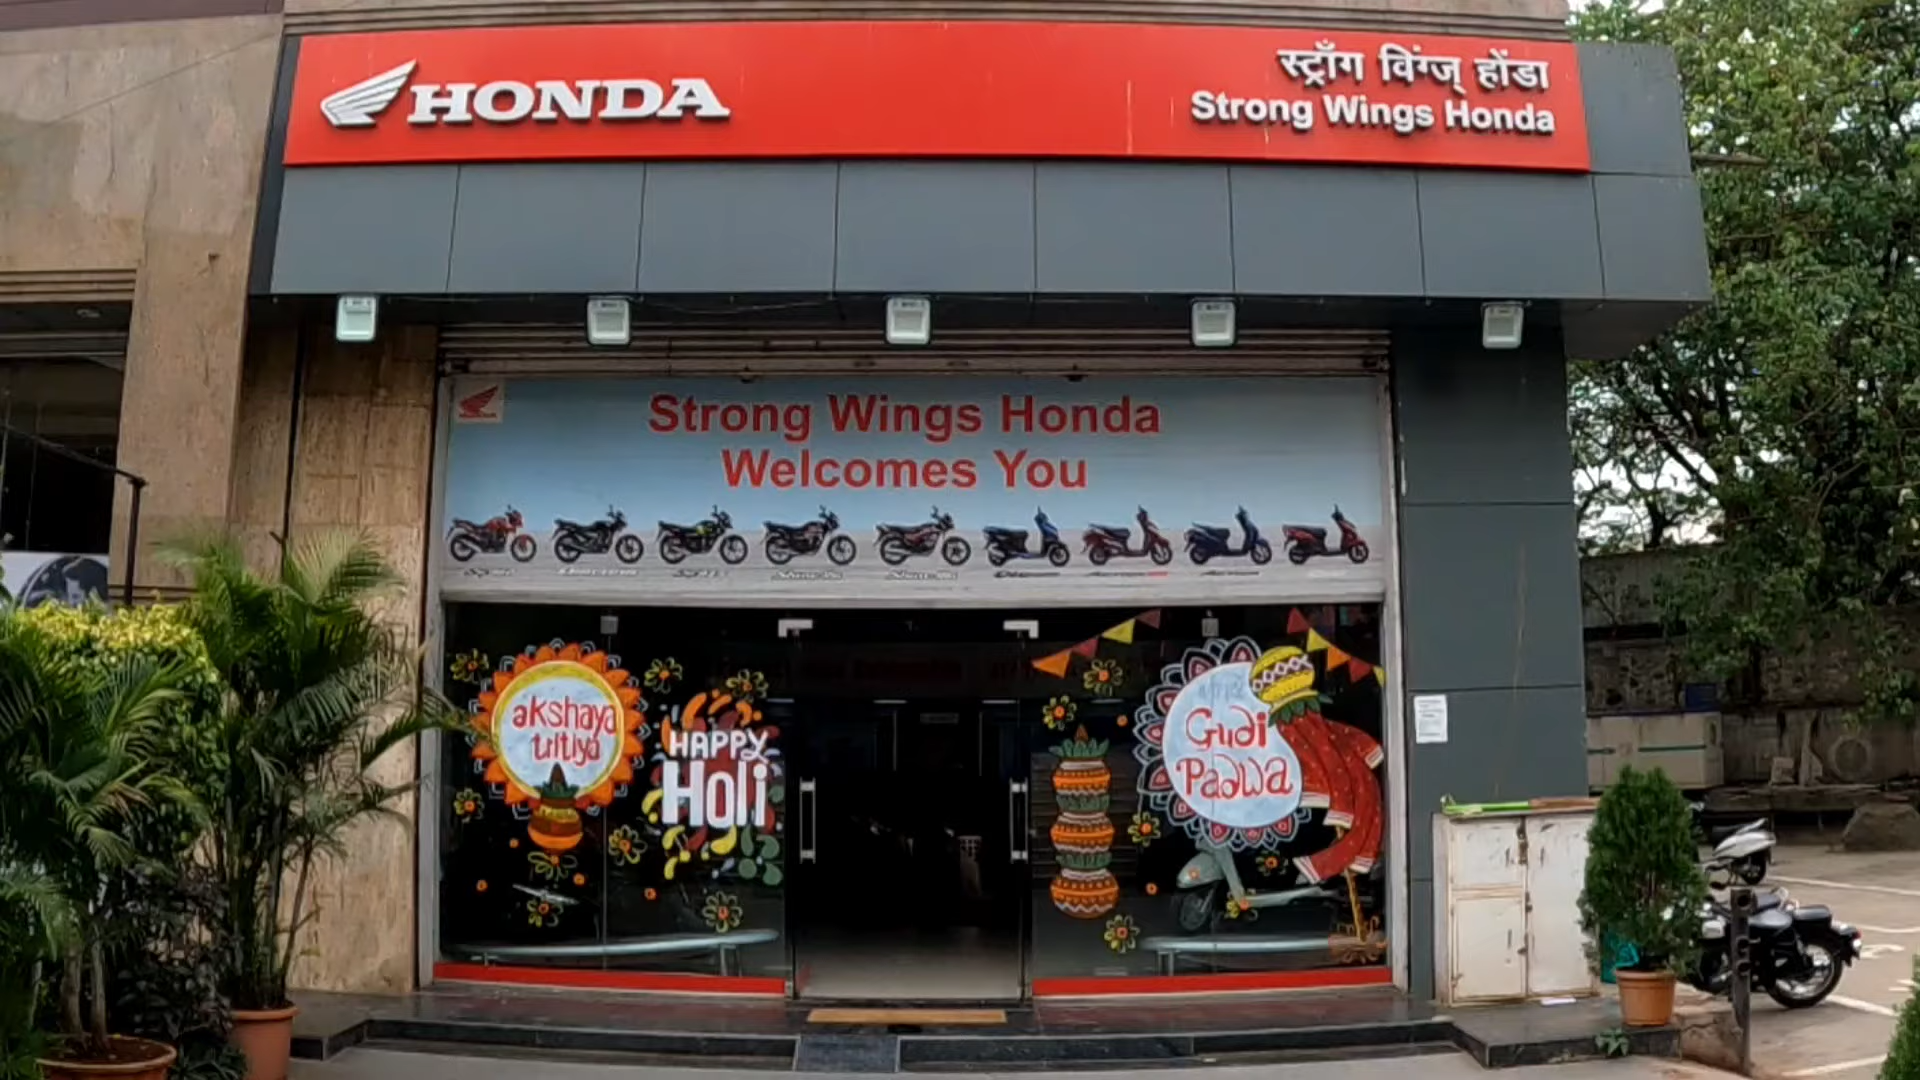 HONDA
स्ट्राँग विंग्ज् होंडा
Strong Wings Honda
Strong Wings Honda
Welcomes You
akshaya
tritiya
HAPPY
Holi
Gudi
Padwa